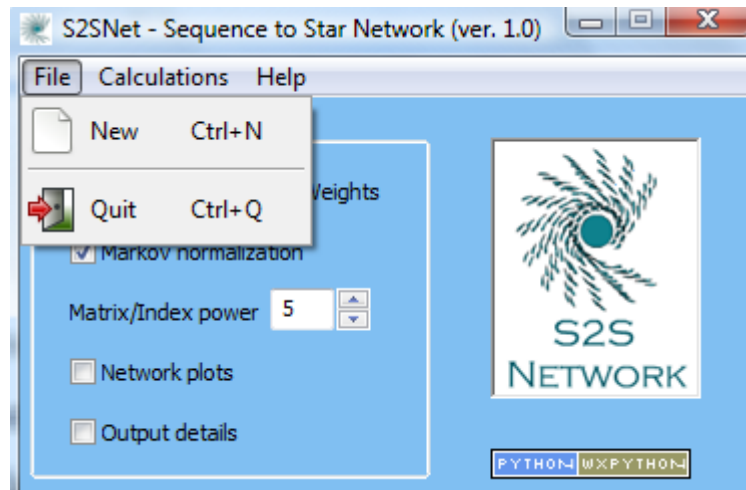 S2SNet - Sequence to Star Network (ver. 1.0)
File Calculations Help
New Ctrl+N
Quit Ctrl+Q
Markov normalization
Matrix/Index power 5
Network plots
Output details
S2S
NETWORK
PYTHON WXPYTHON